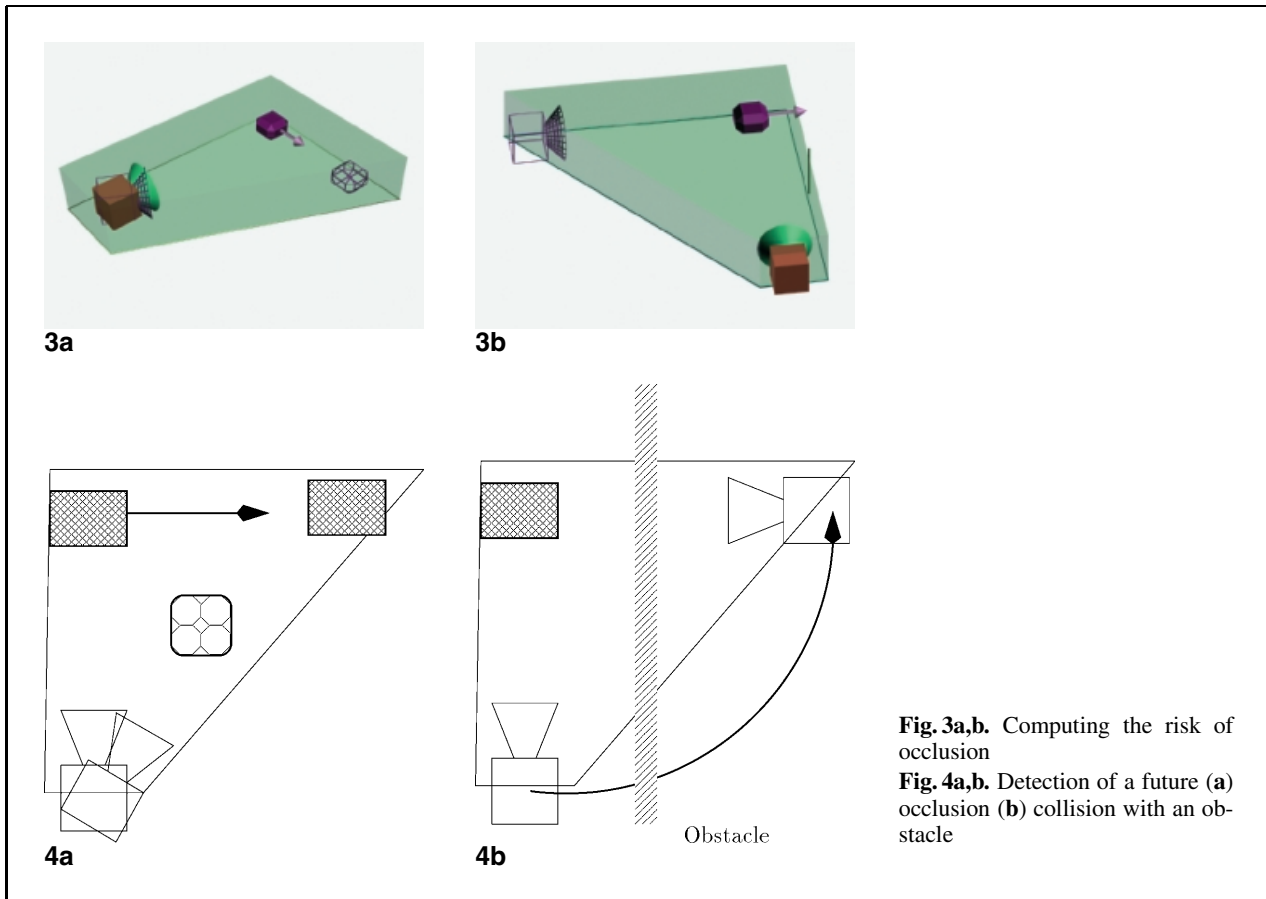 3a
3b
4a
4b
Obstacle
Fig. 3a,b. Computing the risk of
occlusion
Fig. 4a,b. Detection of a future (a)
occlusion (b) collision with an ob-
stacle